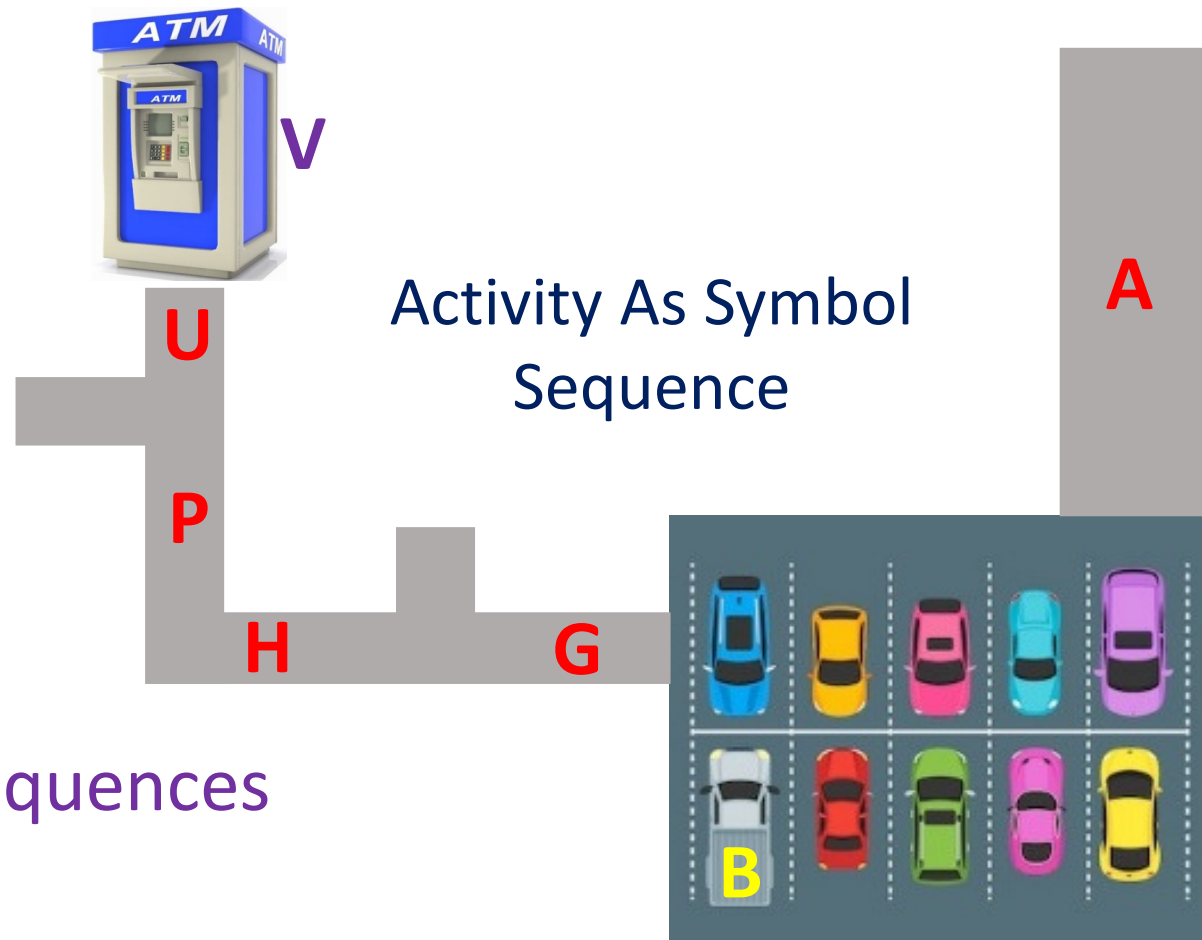 ATM
ATM
ATM
V
U
Activity As Symbol
Sequence
A
P
H
G
quences
B